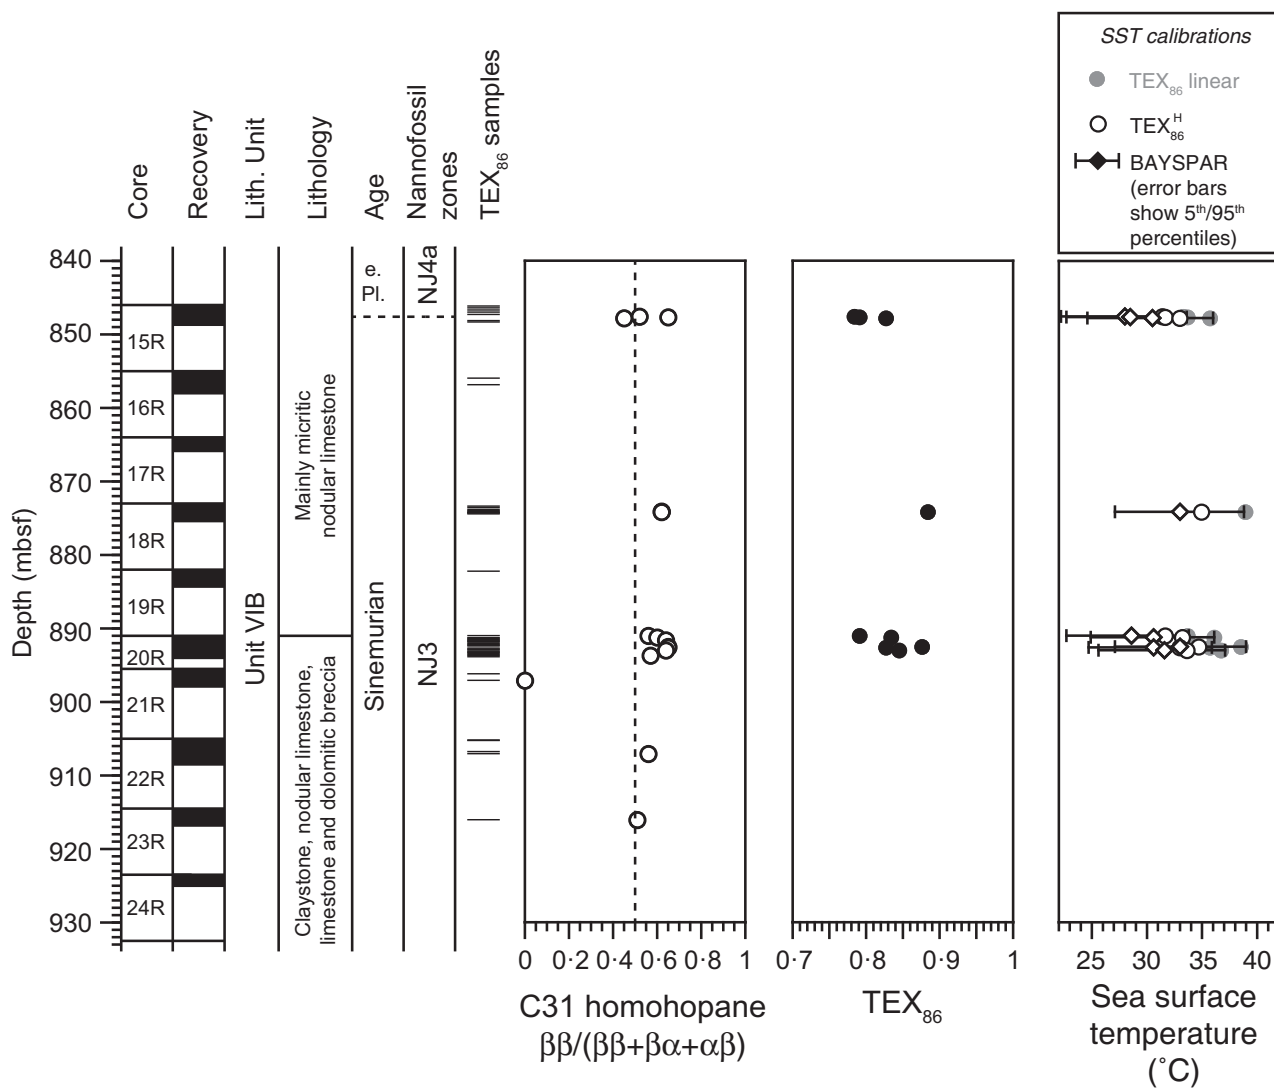 SST calibrations
TEX₈₆ linear
TEX₈₆ᴴ
BAYSPAR
(error bars
show 5ᵗʰ/95ᵗʰ
percentiles)
Core
Recovery
Lith. Unit
Lithology
Age
Nannofossil
zones
TEX₈₆ samples
Depth (mbsf)
840
850
860
870
880
890
900
910
920
930
15R
16R
17R
18R
19R
20R
21R
22R
23R
24R
Unit VIB
Mainly micritic
nodular limestone
Claystone, nodular limestone,
limestone and dolomitic breccia
e.
Pl.
Sinemurian
NJ4a
NJ3
0 0·2 0·4 0·6 0·8 1
C31 homohopane
ββ/(ββ+βα+αβ)
0·7 0·8 0·9 1
TEX₈₆
25 30 35 40
Sea surface
temperature
(˚C)